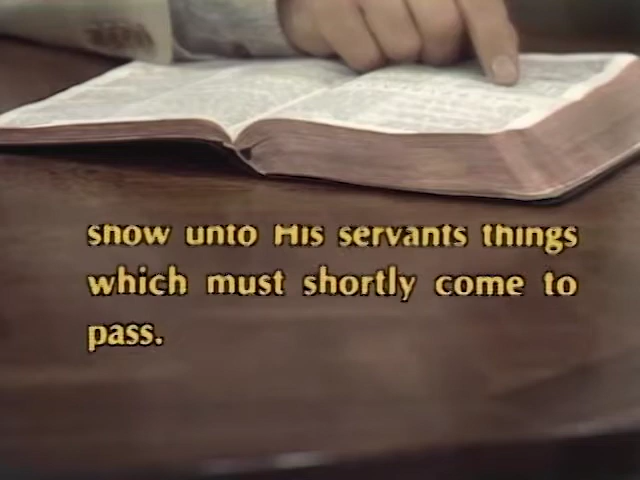 show unto His servants things
which must shortly come to
pass.